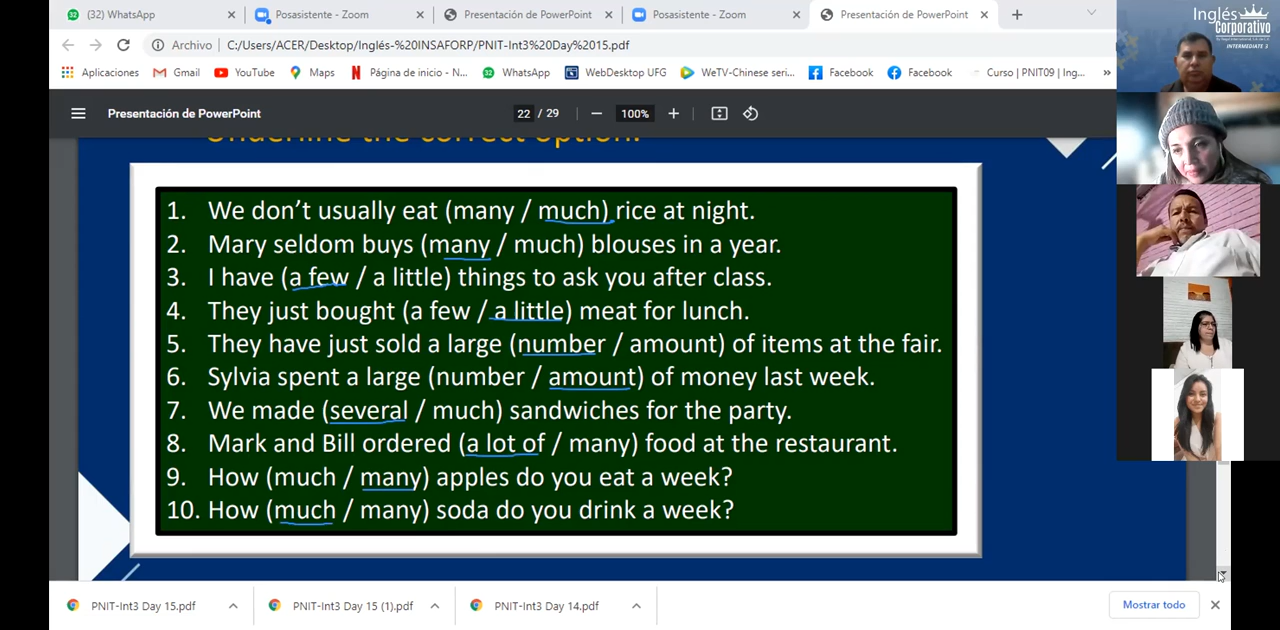 (32) WhatsApp
Posasistente - Zoom
Presentación de PowerPoint
Posasistente - Zoom
Presentación de PowerPoint
Archivo
C:/Users/ACER/Desktop/Inglés-%20INSAFORP/PNIT-Int3%20Day%2015.pdf
Aplicaciones
Gmail
YouTube
Maps
Página de inicio - N...
WhatsApp
WebDesktop UFG
WeTV-Chinese seri...
Facebook
Facebook
Curso | PNIT09 | Ing...
»
Presentación de PowerPoint
22 / 29
100%
Underline the correct option.
1. We don't usually eat (many / much) rice at night.
2. Mary seldom buys (many / much) blouses in a year.
3. I have (a few / a little) things to ask you after class.
4. They just bought (a few / a little) meat for lunch.
5. They have just sold a large (number / amount) of items at the fair.
6. Sylvia spent a large (number / amount) of money last week.
7. We made (several / much) sandwiches for the party.
8. Mark and Bill ordered (a lot of / many) food at the restaurant.
9. How (much / many) apples do you eat a week?
10. How (much / many) soda do you drink a week?
PNIT-Int3 Day 15.pdf
PNIT-Int3 Day 15 (1).pdf
PNIT-Int3 Day 14.pdf
Mostrar todo
Inglés
Corporativo
INTERMEDIATE 3